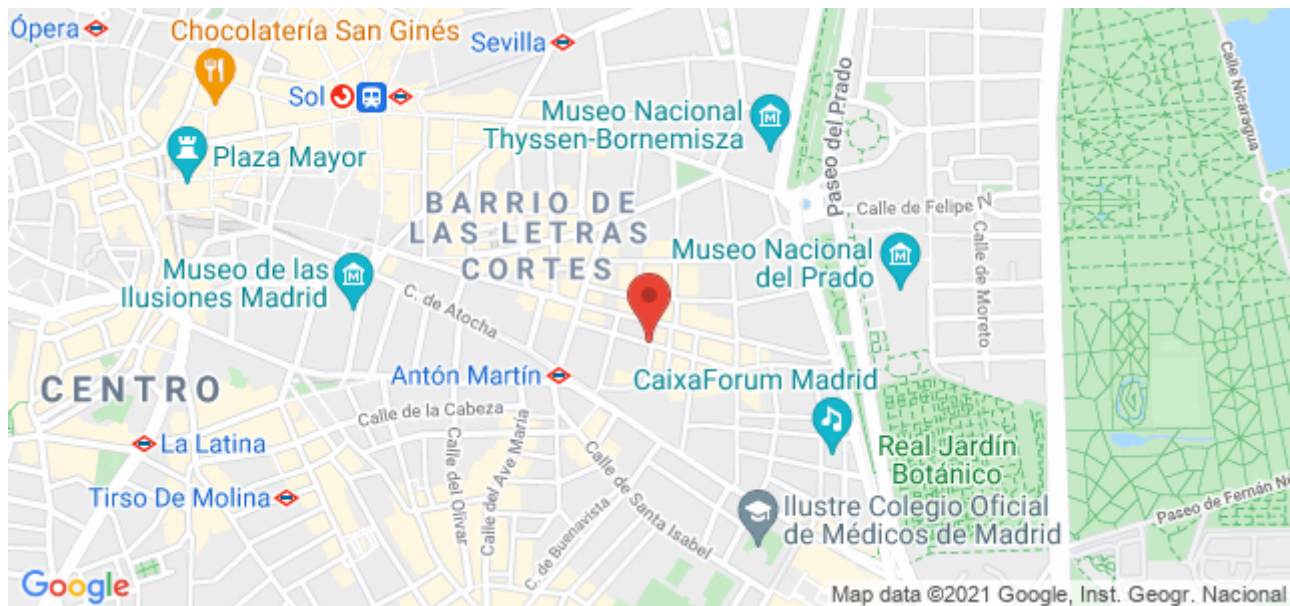 Ópera
Chocolatería San Ginés
Sevilla
Sol
Plaza Mayor
Museo Nacional
Thyssen-Bornemisza
Paseo del Prado
Calle Nicaragua
BARRIO DE
LAS LETRAS
CORTES
Calle de Felipe
Calle de Moreto
Museo Nacional
del Prado
Museo de las
Ilusiones Madrid
C. de Atocha
CENTRO
Antón Martín
CaixaForum Madrid
Calle de la Cabeza
La Latina
Calle del Olivar
Calle del Ave María
Calle de Santa Isabel
Real Jardín
Botánico
Tirso De Molina
C. de Buenavista
Ilustre Colegio Oficial
de Médicos de Madrid
Paseo de Fernán N
Google
Map data ©2021 Google, Inst. Geogr. Nacional